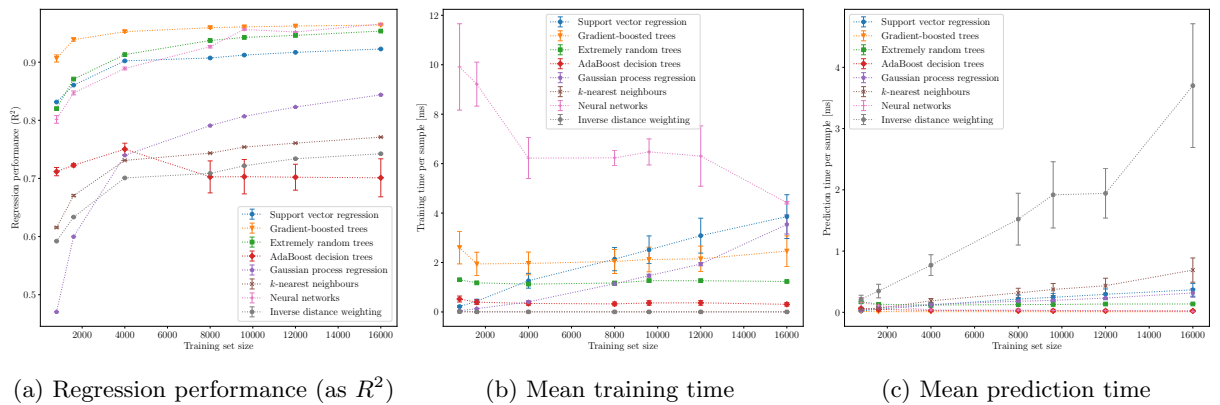 0.9
0.8
0.7
0.6
0.5
Regression performance (R²)
2000 4000 6000 8000 10000 12000 14000 16000
Training set size
Support vector regression
Gradient-boosted trees
Extremely random trees
AdaBoost decision trees
Gaussian process regression
k-nearest neighbours
Neural networks
Inverse distance weighting
(a) Regression performance (as R²)
12
10
8
6
4
2
0
Training time per sample [ms]
2000 4000 6000 8000 10000 12000 14000 16000
Training set size
Support vector regression
Gradient-boosted trees
Extremely random trees
AdaBoost decision trees
Gaussian process regression
k-nearest neighbours
Neural networks
Inverse distance weighting
(b) Mean training time
4
3
2
1
0
Prediction time per sample [ms]
2000 4000 6000 8000 10000 12000 14000 16000
Training set size
Support vector regression
Gradient-boosted trees
Extremely random trees
AdaBoost decision trees
Gaussian process regression
k-nearest neighbours
Neural networks
Inverse distance weighting
(c) Mean prediction time